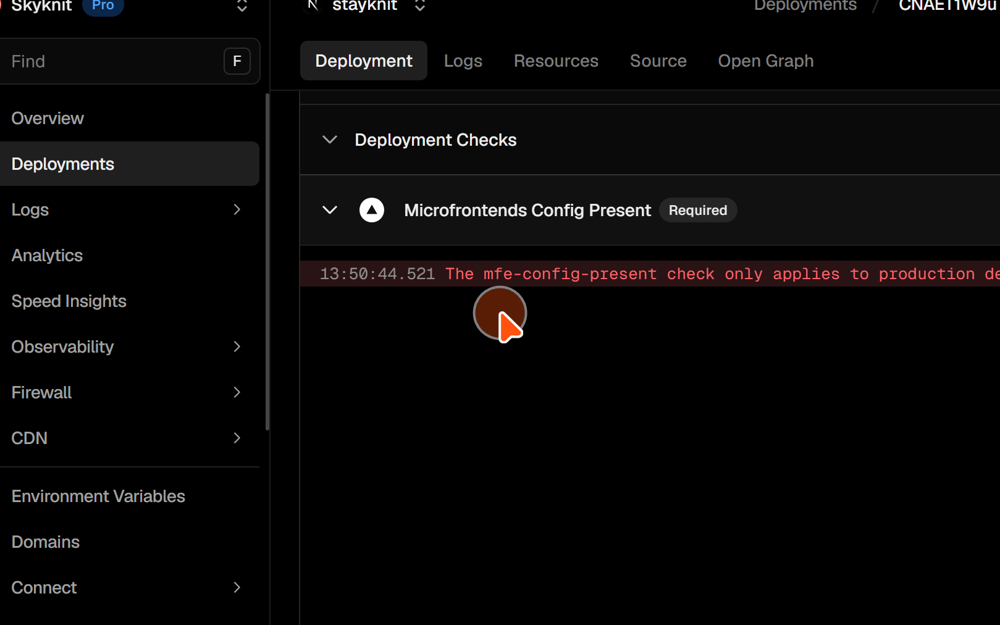 Skyknit Pro
stayknit
Deployments / CNAET1W9u
Find F
Deployment Logs Resources Source Open Graph
Overview
Deployments
Logs
Analytics
Speed Insights
Observability
Firewall
CDN
Environment Variables
Domains
Connect
Deployment Checks
Microfrontends Config Present Required
13:50:44.521 The mfe-config-present check only applies to production de